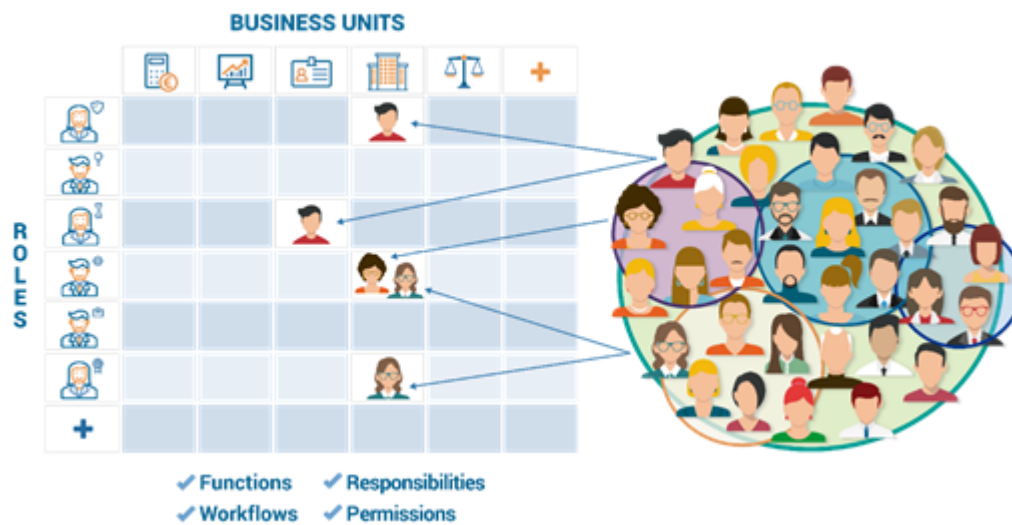 BUSINESS UNITS
ROLES
Functions
Responsibilities
Workflows
Permissions